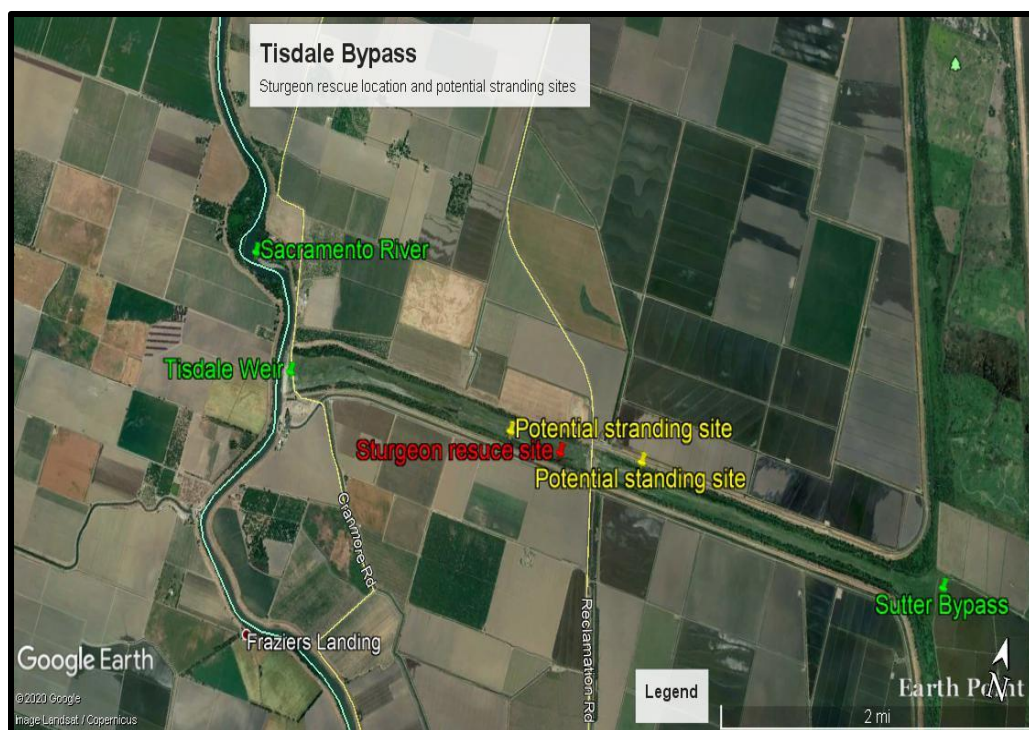 Tisdale Bypass
Sturgeon rescue location and potential stranding sites
Sacramento River
Tisdale Weir
Potential stranding site
Sturgeon resuce site
Potential standing site
Cranmore Rd
Reclamation Rd
Sutter Bypass
Fraziers Landing
Google Earth
©2020 Google
Image Landsat / Copernicus
Legend
Earth Point
N
2 mi